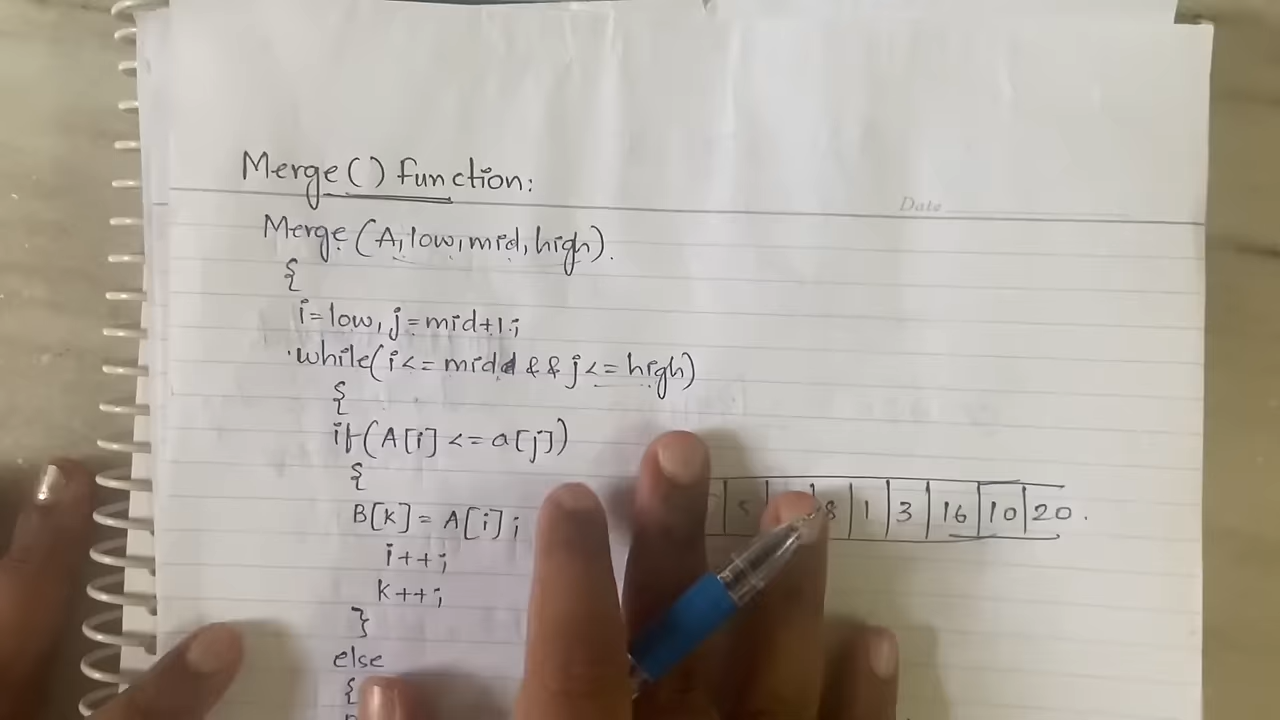 Merge() function:
Date
Merge (A, low, mid, high).
{
i=low, j=mid+1;
while(i<= mid && j<= high)
{
if(A[i] <= a[j])
{
5 8 1 3 16 10 20.
B[k] = A[i];
i++;
k++;
}
else
{